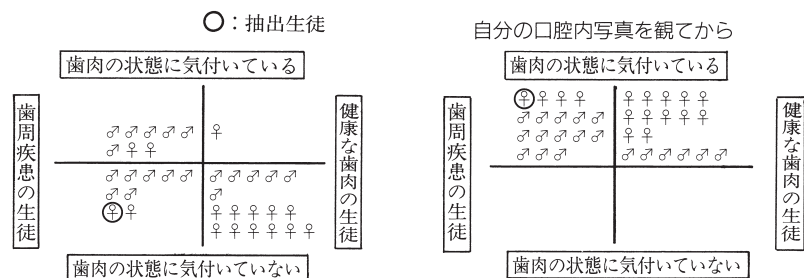 ○：抽出生徒
歯肉の状態に気付いている
歯周疾患の生徒
健康な歯肉の生徒
♂♂♂♂♂ ♀
♂♀♀
♂♂♂♂♂ ♂♂♂♂♂
♂♂ ♂
♀♀ ♀♀♀♀♀
♀♀♀♀♀♀
歯肉の状態に気付いていない
自分の口腔内写真を観てから
歯肉の状態に気付いている
歯周疾患の生徒
健康な歯肉の生徒
♀♀♀♀ ♀♀♀♀♀
♂♂♂♂♂ ♀♀♀♀♀
♂♂♂♂♂ ♀♀
♂♂♂ ♂♂♂♂♂♂
歯肉の状態に気付いていない